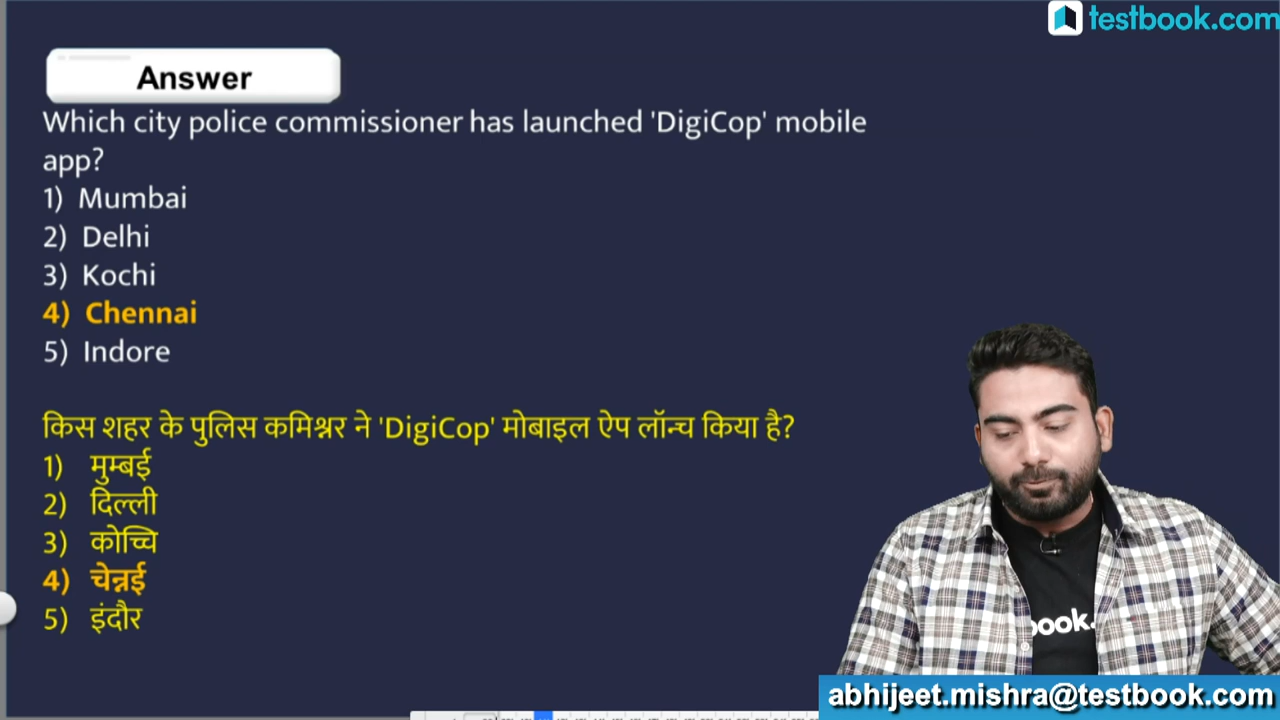 testbook.com
Answer
Which city police commissioner has launched 'DigiCop' mobile
app?
1) Mumbai
2) Delhi
3) Kochi
4) Chennai
5) Indore
किस शहर के पुलिस कमिश्नर ने 'DigiCop' मोबाइल ऐप लॉन्च किया है?
1) मुम्बई
2) दिल्ली
3) कोच्चि
4) चेन्नई
5) इंदौर
book.
abhijeet.mishra@testbook.com